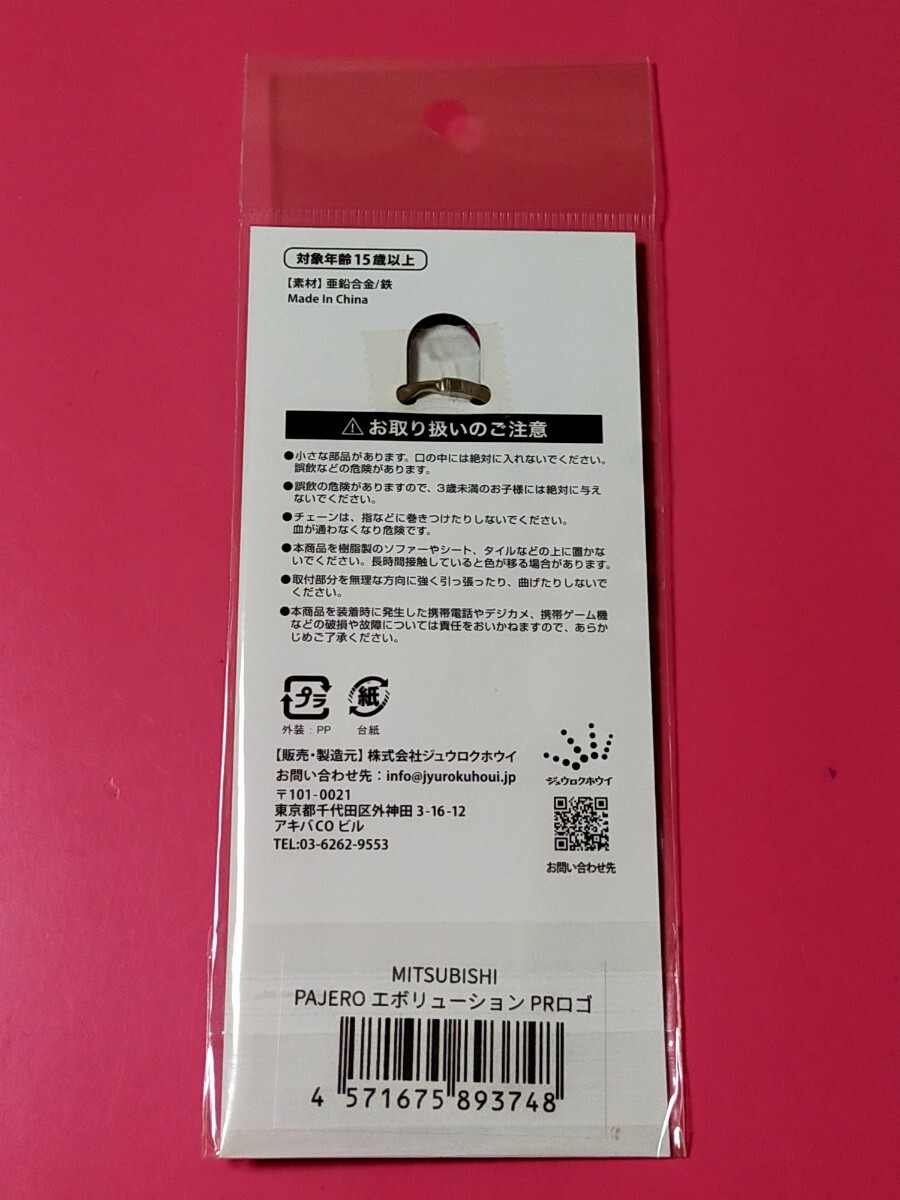 対象年齢15歳以上
【素材】亜鉛合金/鉄
Made In China
お取り扱いのご注意
●小さな部品があります。口の中には絶対に入れないでください。
誤飲などの危険があります。
●誤飲の危険がありますので、3歳未満のお子様には絶対に与え
ないでください。
●チェーンは、指などに巻きつけたりしないでください。
血が通わなくなり危険です。
●本商品を樹脂製のソファーやシート、タイルなどの上に置かな
いでください。長時間接触していると色が移る場合があります。
●取付部分を無理な方向に強く引っ張ったり、曲げたりしないで
ください。
●本商品を装着時に発生した携帯電話やデジカメ、携帯ゲーム機
などの破損や故障については責任をおいかねますので、あらか
じめご了承ください。
プラ
紙
外装:PP
台紙
【販売・製造元】株式会社ジュウロクホウイ
お問い合わせ先:info@jyurokuhoui.jp
〒101-0021
東京都千代田区外神田 3-16-12
アキバCO ビル
TEL:03-6262-9553
ジュウロクホウイ
お問い合わせ先
MITSUBISHI
PAJERO エボリューション PRロゴ
4 571675 893748